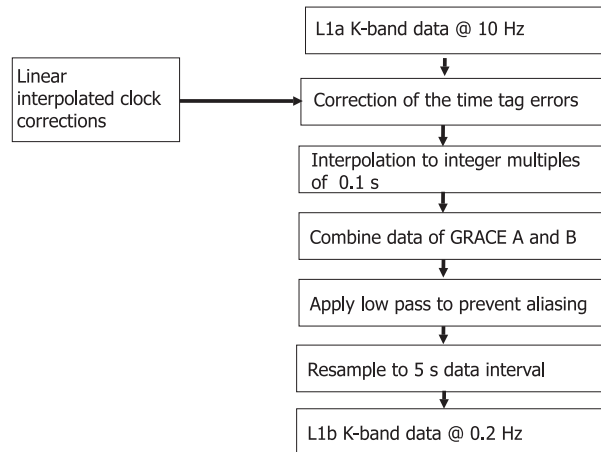 L1a K-band data @ 10 Hz
Linear
interpolated clock
corrections
Correction of the time tag errors
Interpolation to integer multiples
of 0.1 s
Combine data of GRACE A and B
Apply low pass to prevent aliasing
Resample to 5 s data interval
L1b K-band data @ 0.2 Hz